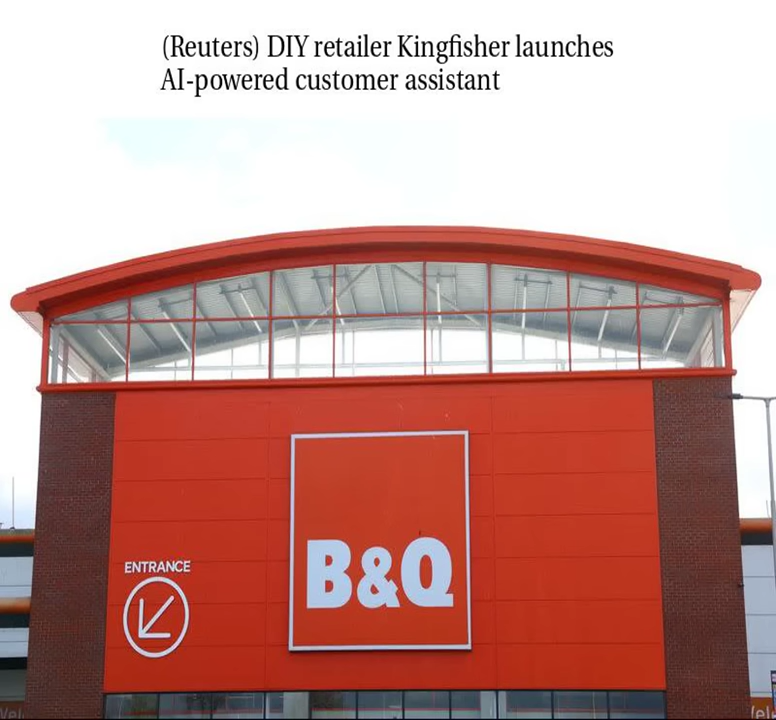 (Reuters) DIY retailer Kingfisher launches
AI-powered customer assistant
ENTRANCE
B&Q